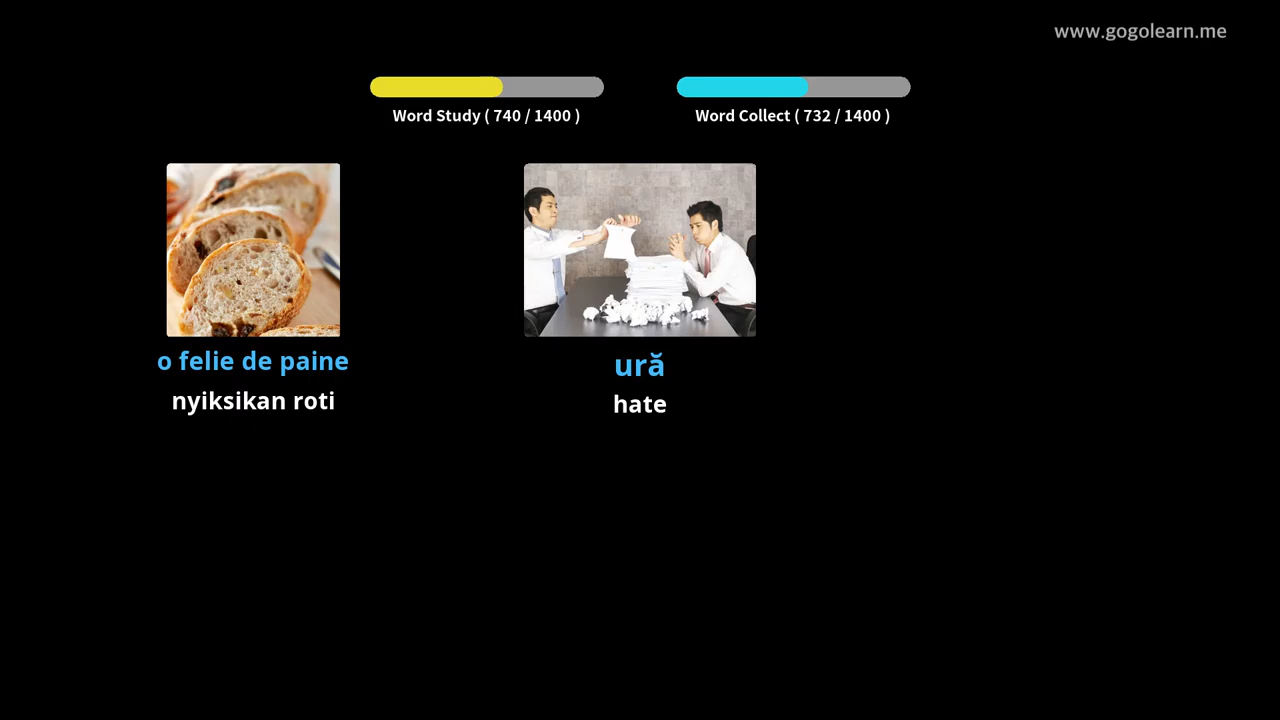 www.gogolearn.me
Word Study ( 740 / 1400 )
Word Collect ( 732 / 1400 )
o felie de paine
nyiksikan roti
ură
hate